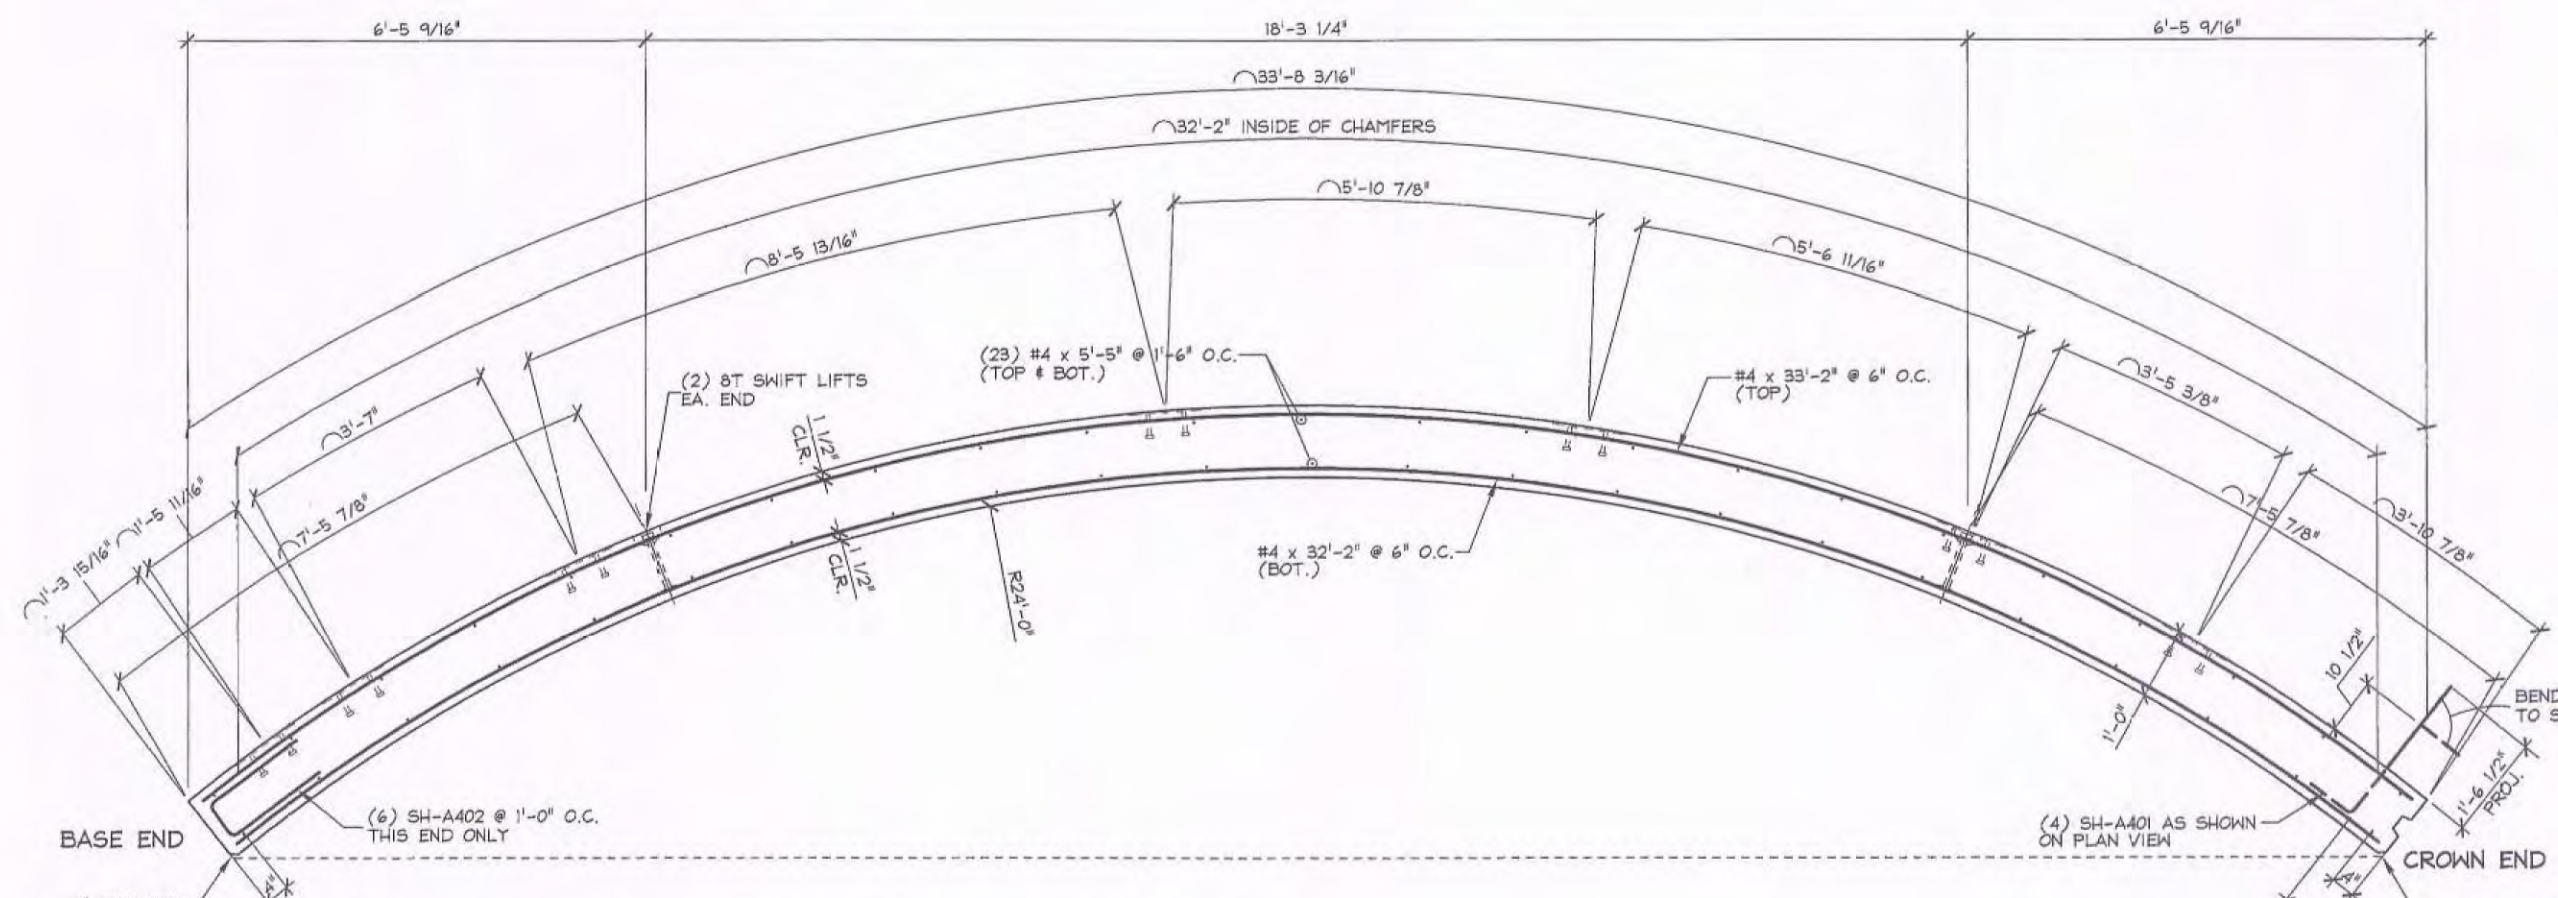 6'-5 9/16"
18'-3 1/4"
6'-5 9/16"
⌒33'-8 3/16"
⌒32'-2" INSIDE OF CHAMFERS
⌒5'-10 7/8"
⌒8'-5 13/16"
⌒5'-6 11/16"
(23) #4 x 5'-5" @ 1'-6" O.C.
(TOP & BOT.)
(2) 8T SWIFT LIFTS
EA. END
#4 x 33'-2" @ 6" O.C.
(TOP)
⌒3'-5 3/8"
⌒3'-7"
1 1/2"
CLR.
⌒1'-5 11/16"
⌒7'-5 7/8"
⌒7'-5 7/8"
⌒3'-10 7/8"
⌒1'-3 15/16"
#4 x 32'-2" @ 6" O.C.
(BOT.)
1 1/2"
CLR.
R24'-0"
10 1/2"
1'-0"
BEND
TO
1'-6 1/2"
PROJ.
(6) SH-A402 @ 1'-0" O.C.
THIS END ONLY
(4) SH-A401 AS SHOWN
ON PLAN VIEW
BASE END
CROWN END
4"
4"